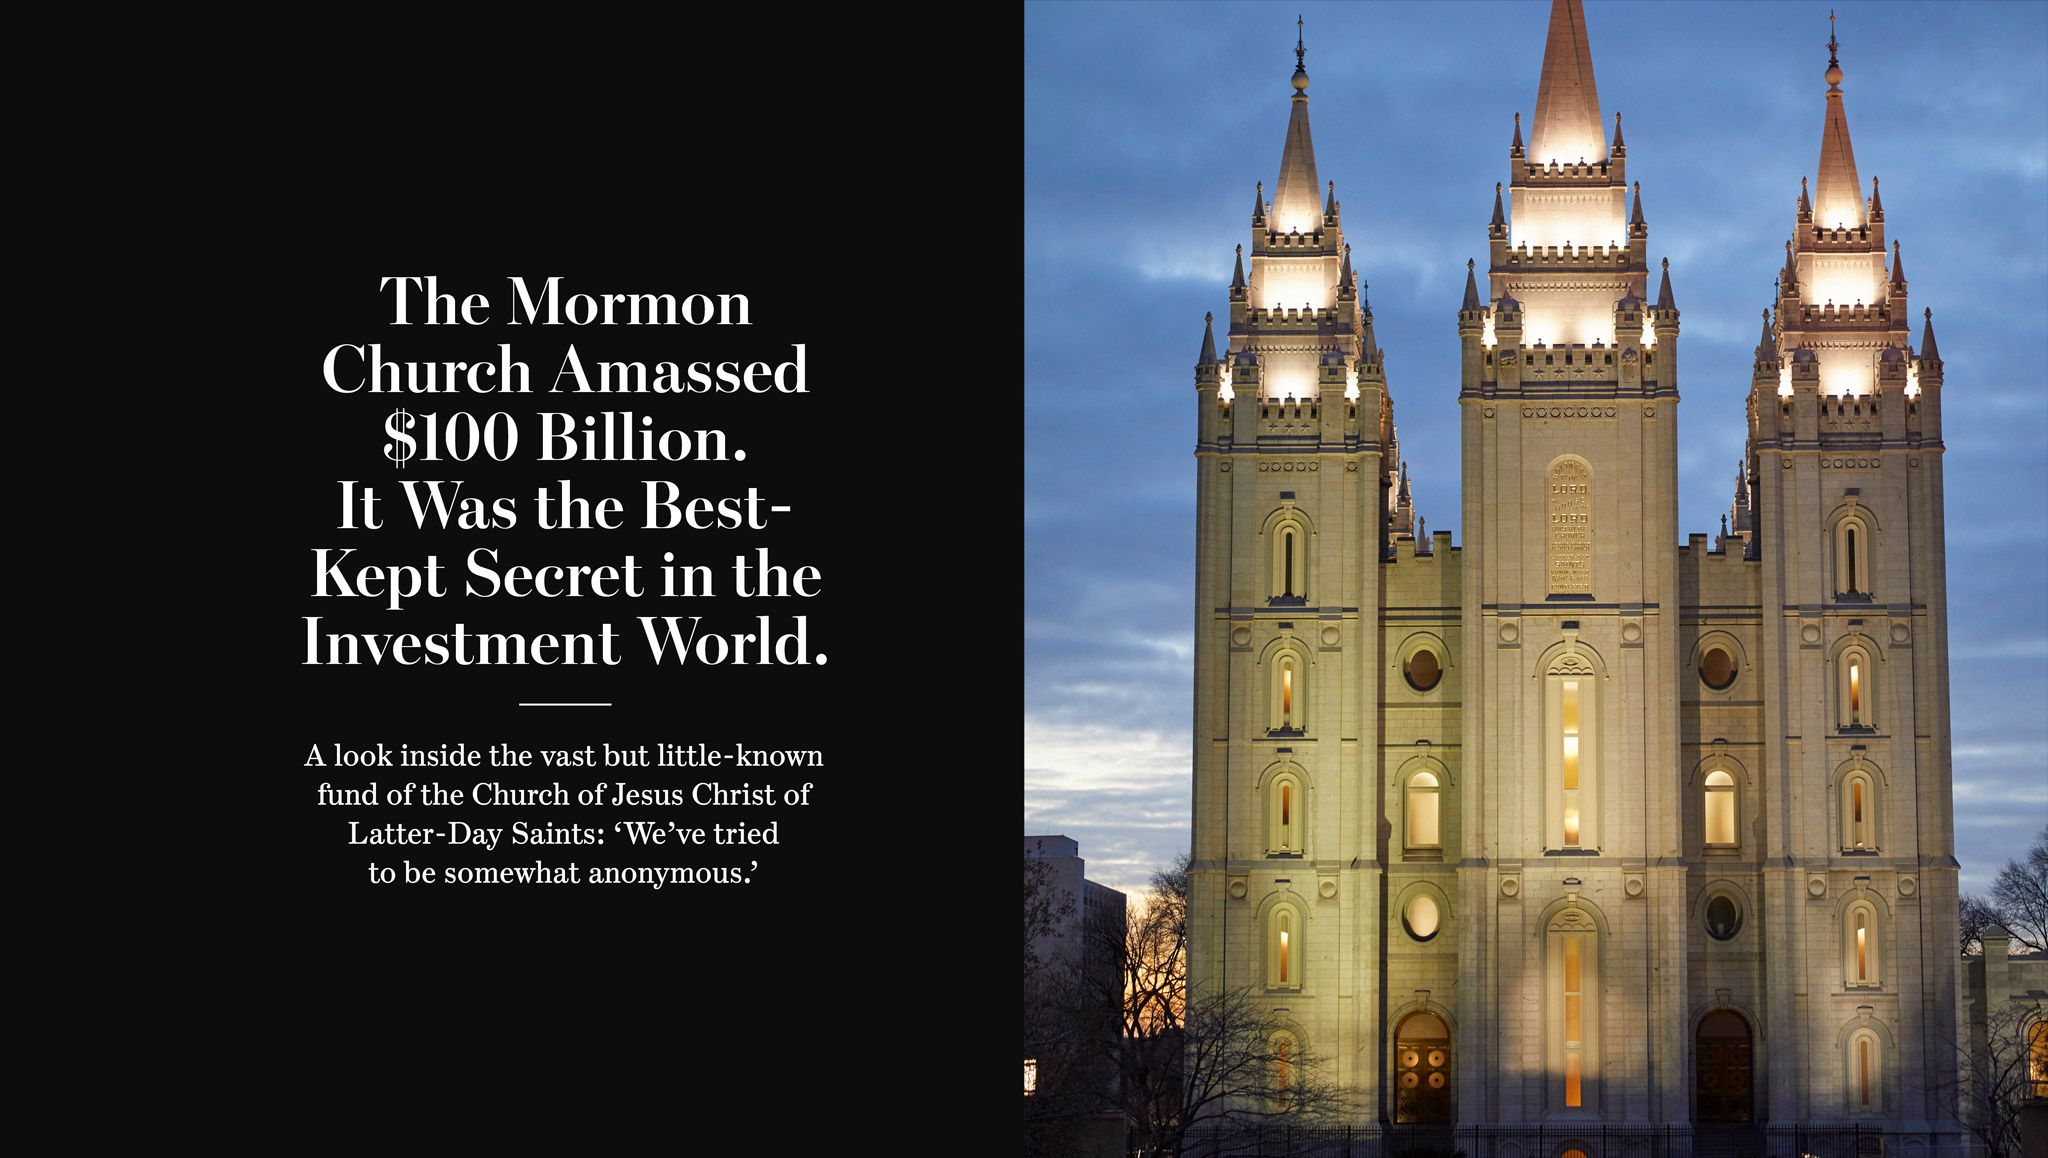 The Mormon
Church Amassed
$100 Billion.
It Was the Best-
Kept Secret in the
Investment World.
A look inside the vast but little-known
fund of the Church of Jesus Christ of
Latter-Day Saints: ‘We’ve tried
to be somewhat anonymous.’
LORD
LORD